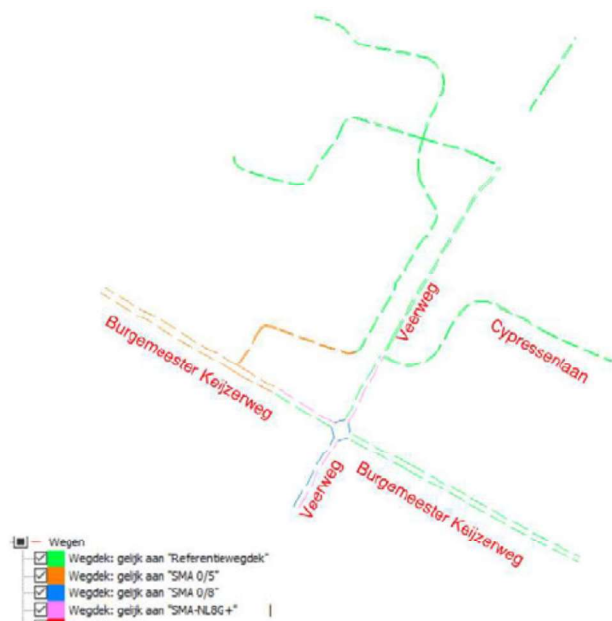 Veerweg
Cypressenlaan
Burgemeester Keijzerweg
Veerweg
Burgemeester Keijzerweg
Wegen
Wegdek: gelijk aan "Referentiewegdek"
Wegdek: gelijk aan "SMA 0/5"
Wegdek: gelijk aan "SMA 0/8"
Wegdek: gelijk aan "SMA-NL8G+"